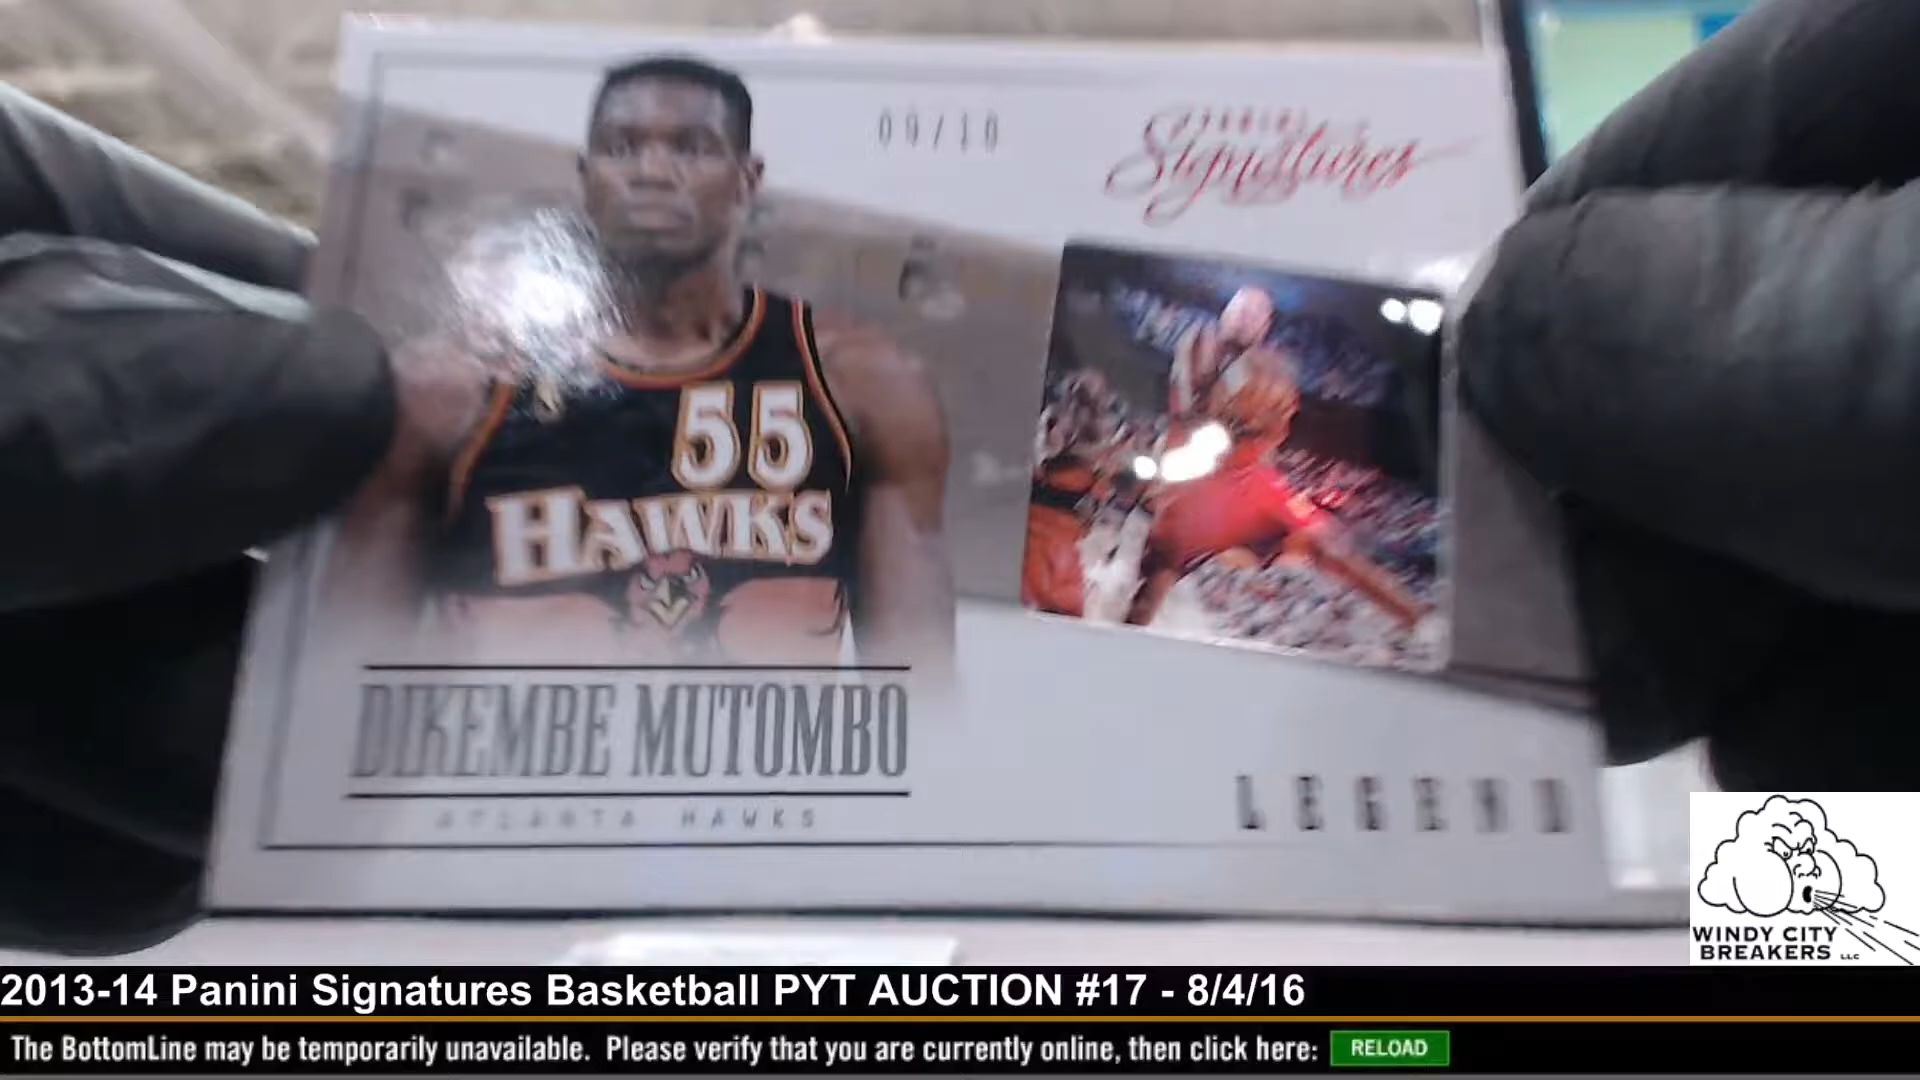 09/10
PANINI
Signatures
55
HAWKS
DIKEMBE MUTOMBO
ATLANTA HAWKS
LEGEND
WINDY CITY
BREAKERS LLC
2013-14 Panini Signatures Basketball PYT AUCTION #17 - 8/4/16
The BottomLine may be temporarily unavailable. Please verify that you are currently online, then click here: RELOAD